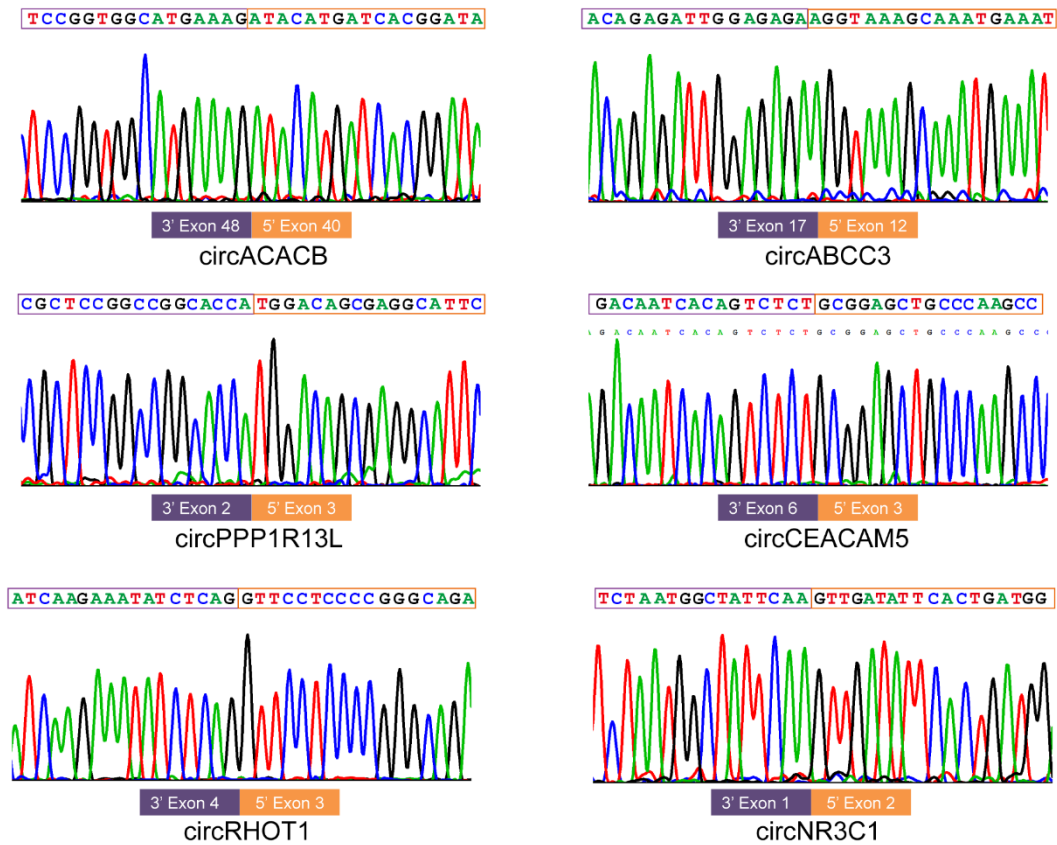 TCCGGTGGCATGAAAGATACATGATCACGGATA
3' Exon 48 5' Exon 40
circACACB
ACAGAGATTGGAGAGAAGGTAAAGCAAATGAAAT
3' Exon 17 5' Exon 12
circABCC3
CGCTCCGGCCGGCACCATGGACAGCGAGGCATTC
3' Exon 2 5' Exon 3
circPPP1R13L
GACAATCACAGTCTCTGCGGAGCTGCCCAAGCC
A G A C A A T C A C A G T C T C T G C G G A G C T G C C C A A G C C C
3' Exon 6 5' Exon 3
circCEACAM5
ATCAAGAAATATCTCAGGTTCCTCCCCGGGCAGA
3' Exon 4 5' Exon 3
circRHOT1
TCTAATGGCTATTCAAGTTGATATTCACTGATGG
3' Exon 1 5' Exon 2
circNR3C1